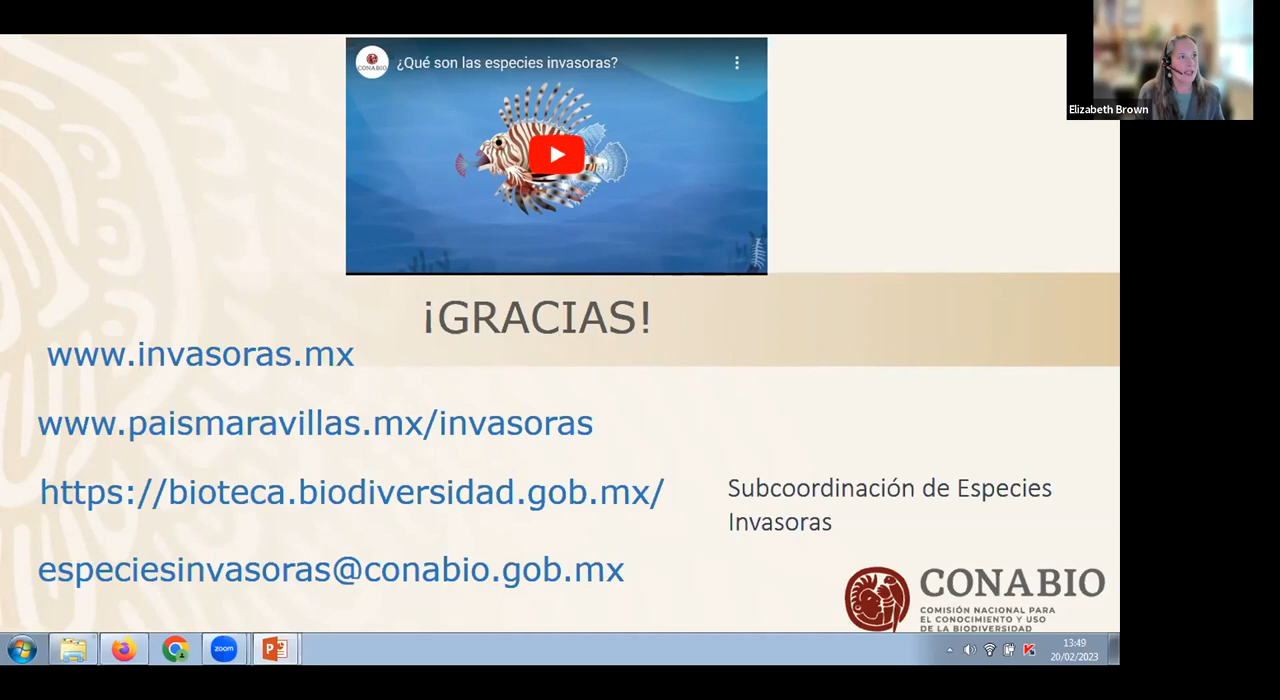 CONABIO
¿Qué son las especies invasoras?
Elizabeth Brown
¡GRACIAS!
www.invasoras.mx
www.paismaravillas.mx/invasoras
https://bioteca.biodiversidad.gob.mx/
especiesinvasoras@conabio.gob.mx
Subcoordinación de Especies
Invasoras
CONABIO
COMISIÓN NACIONAL PARA
EL CONOCIMIENTO Y USO
DE LA BIODIVERSIDAD
zoom
13:49
20/02/2023